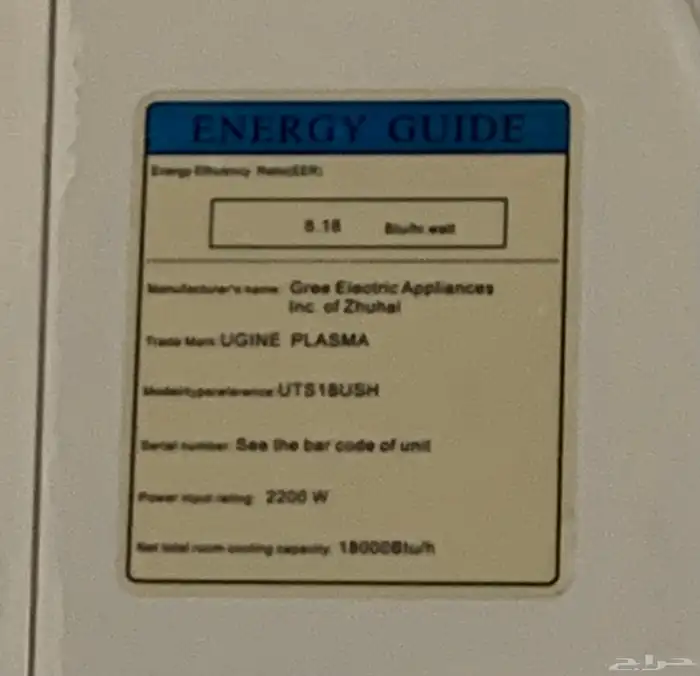 ENERGY GUIDE
Energy Efficiency Ratio(EER)
8.18 Btu/h.watt
Manufacturer's name: Gree Electric Appliances
Inc. of Zhuhai
Trade Mark: UGINE PLASMA
Model/type reference: UTS18USH
Serial number: See the bar code of unit
Power input rating: 2200 W
Net total room cooling capacity: 18000Btu/h
حراج